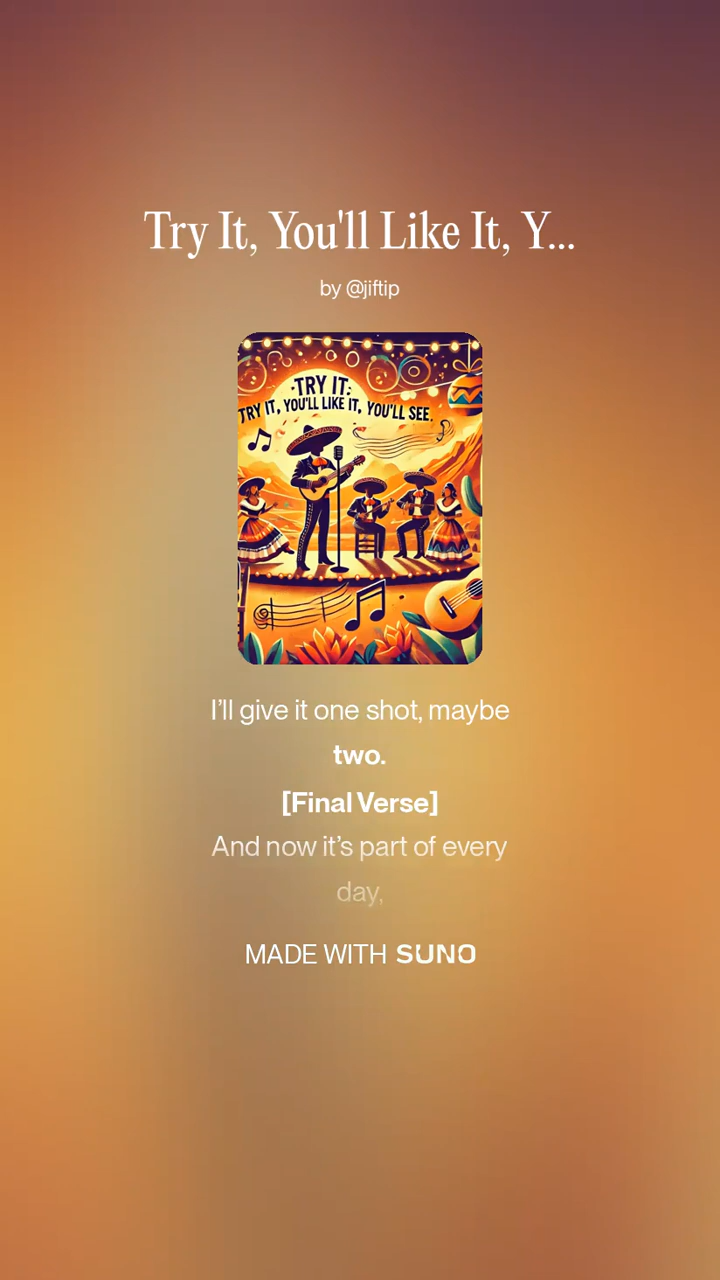 Try It, You'll Like It, Y...
by @jiftip
·TRY IT:
TRY IT, YOU'LL LIKE IT, YOU'LL SEE.
I’ll give it one shot, maybe
two.
[Final Verse]
And now it’s part of every
day,
MADE WITH SUNO